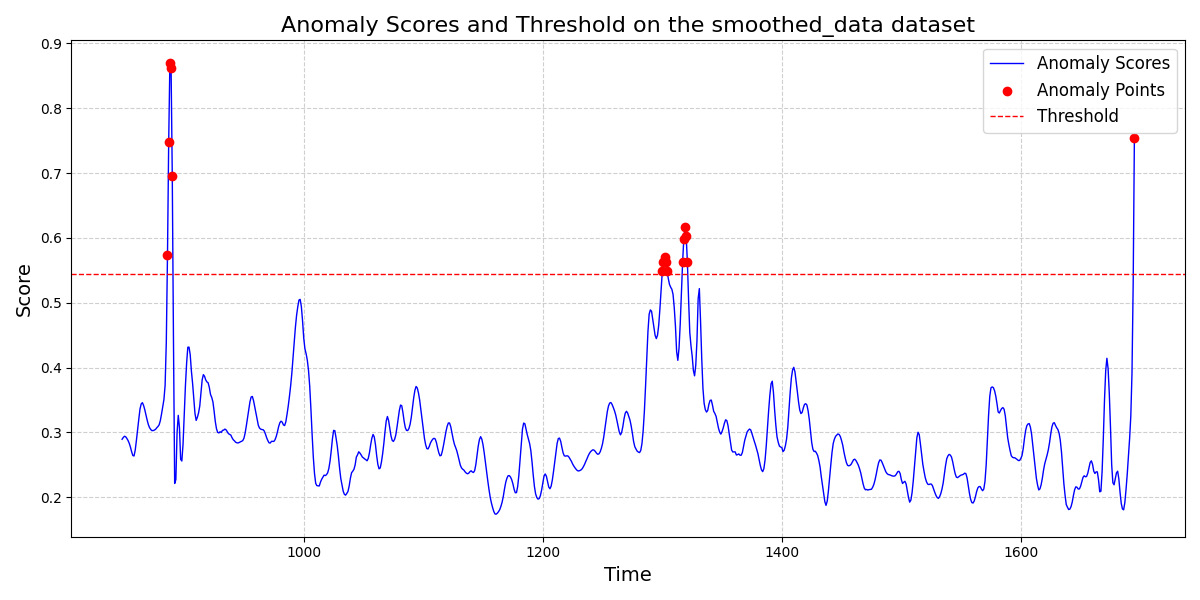 Anomaly Scores and Threshold on the smoothed_data dataset
Anomaly Scores
Anomaly Points
Threshold
0.9
0.8
0.7
0.6
0.5
0.4
0.3
0.2
Score
1000
1200
1400
1600
Time